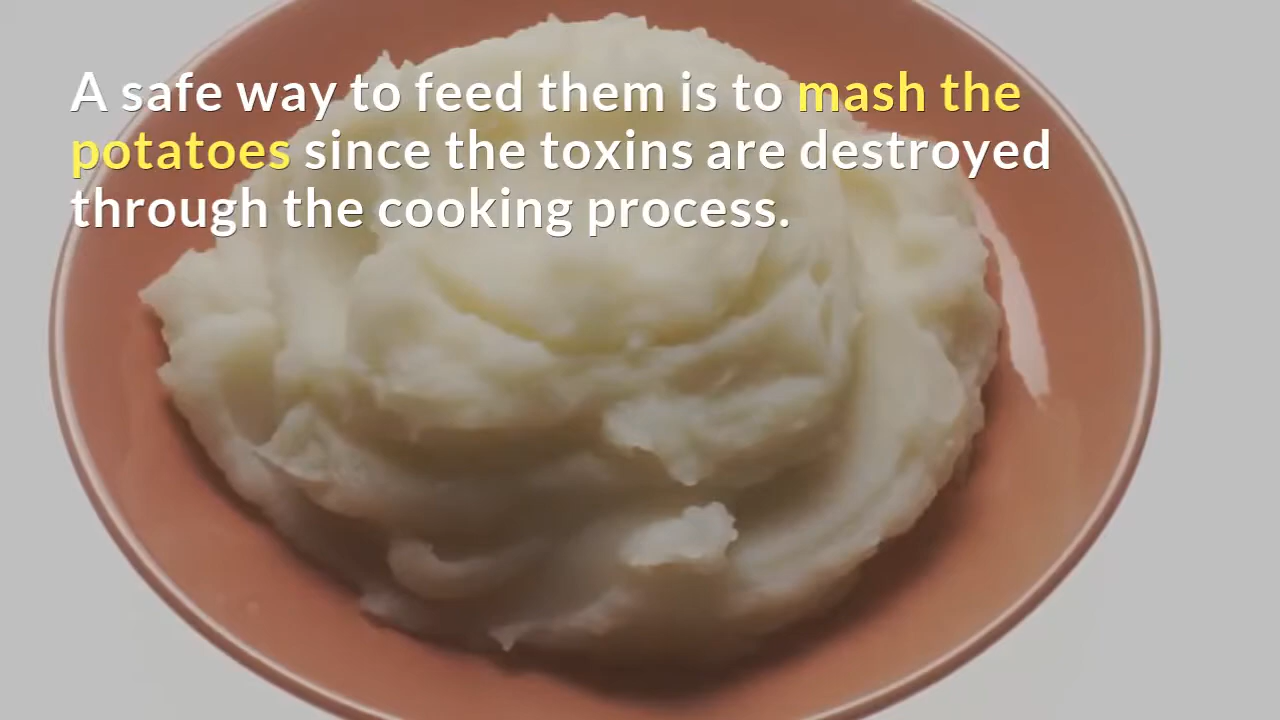 A safe way to feed them is to mash the
potatoes since the toxins are destroyed
through the cooking process.